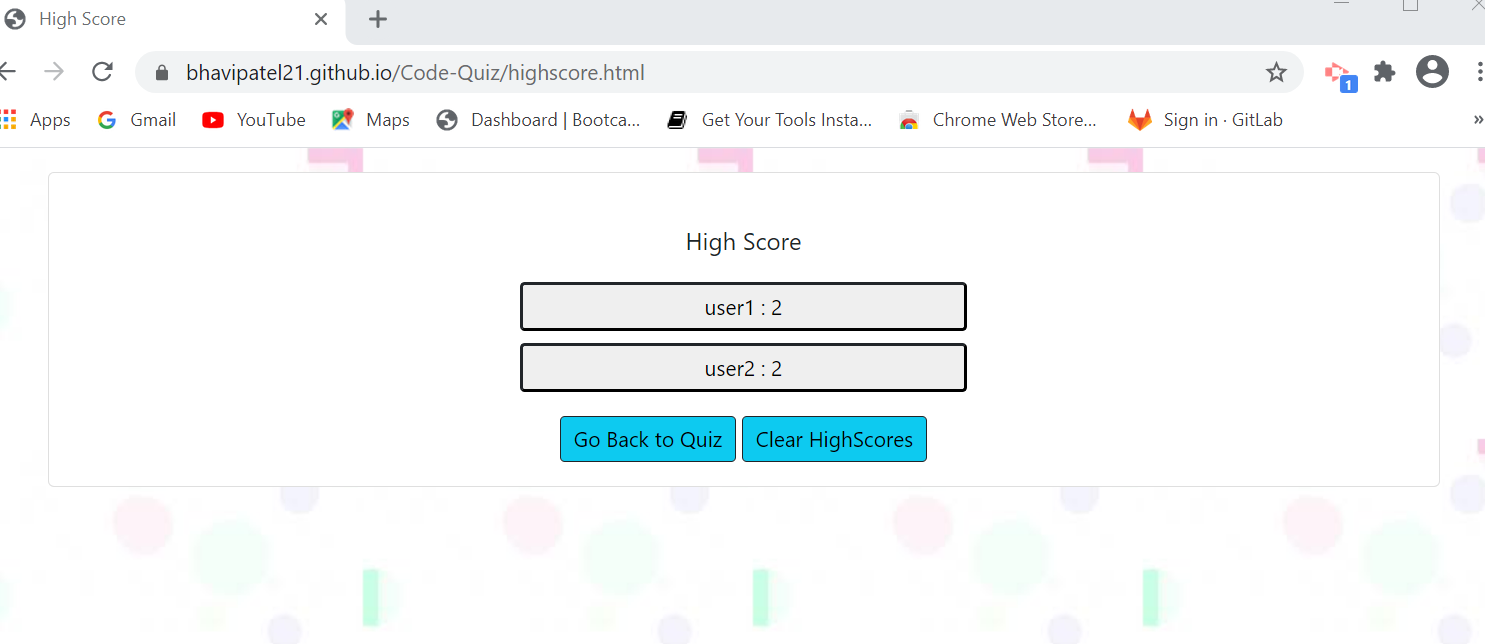 High Score
bhavipatel21.github.io/Code-Quiz/highscore.html
1
Apps Gmail YouTube Maps Dashboard | Bootca... Get Your Tools Insta... Chrome Web Store... Sign in · GitLab »
High Score
user1 : 2
user2 : 2
Go Back to Quiz Clear HighScores